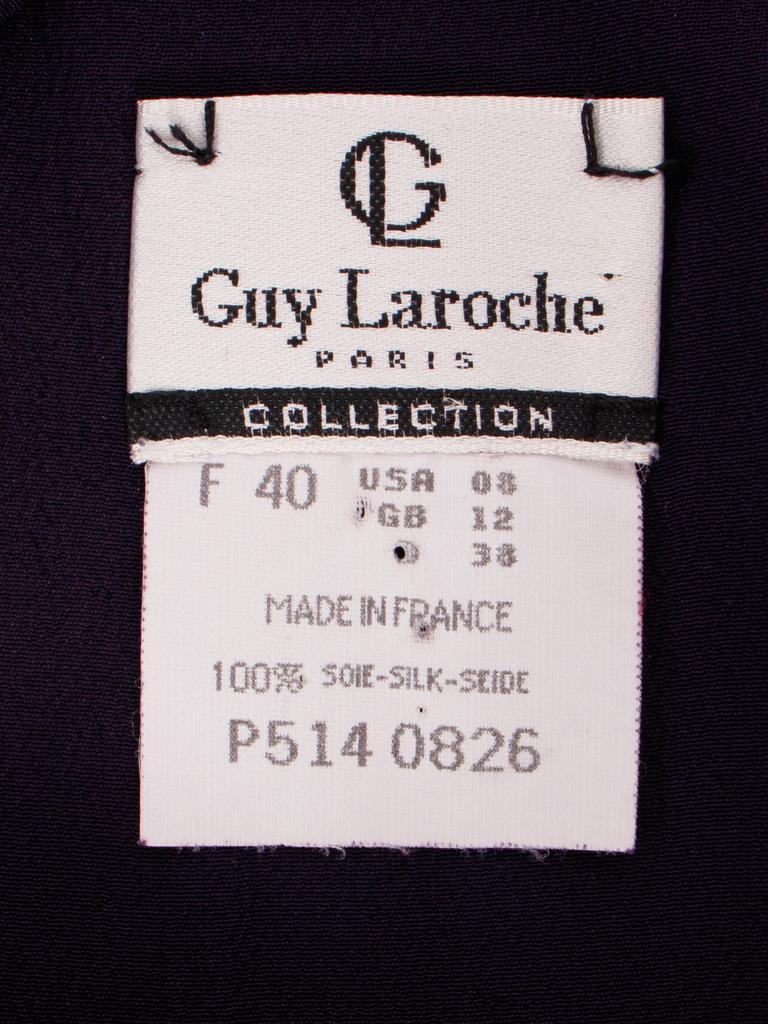 GL
Guy Laroche
PARIS
COLLECTION
F 40 USA 08
GB 12
38
MADE IN FRANCE
100% SOIE-SILK-SEIDE
P514 0826